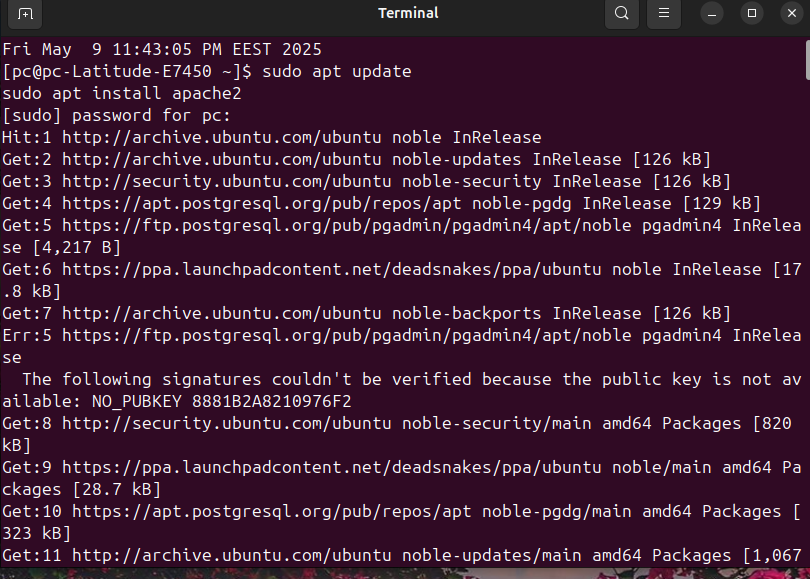 Terminal
Fri May  9 11:43:05 PM EEST 2025
[pc@pc-Latitude-E7450 ~]$ sudo apt update
sudo apt install apache2
[sudo] password for pc:
Hit:1 http://archive.ubuntu.com/ubuntu noble InRelease
Get:2 http://archive.ubuntu.com/ubuntu noble-updates InRelease [126 kB]
Get:3 http://security.ubuntu.com/ubuntu noble-security InRelease [126 kB]
Get:4 https://apt.postgresql.org/pub/repos/apt noble-pgdg InRelease [129 kB]
Get:5 https://ftp.postgresql.org/pub/pgadmin/pgadmin4/apt/noble pgadmin4 InRelea
se [4,217 B]
Get:6 https://ppa.launchpadcontent.net/deadsnakes/ppa/ubuntu noble InRelease [17
.8 kB]
Get:7 http://archive.ubuntu.com/ubuntu noble-backports InRelease [126 kB]
Err:5 https://ftp.postgresql.org/pub/pgadmin/pgadmin4/apt/noble pgadmin4 InRelea
se
  The following signatures couldn't be verified because the public key is not av
ailable: NO_PUBKEY 8881B2A8210976F2
Get:8 http://security.ubuntu.com/ubuntu noble-security/main amd64 Packages [820
kB]
Get:9 https://ppa.launchpadcontent.net/deadsnakes/ppa/ubuntu noble/main amd64 Pa
ckages [28.7 kB]
Get:10 https://apt.postgresql.org/pub/repos/apt noble-pgdg/main amd64 Packages [
323 kB]
Get:11 http://archive.ubuntu.com/ubuntu noble-updates/main amd64 Packages [1,067